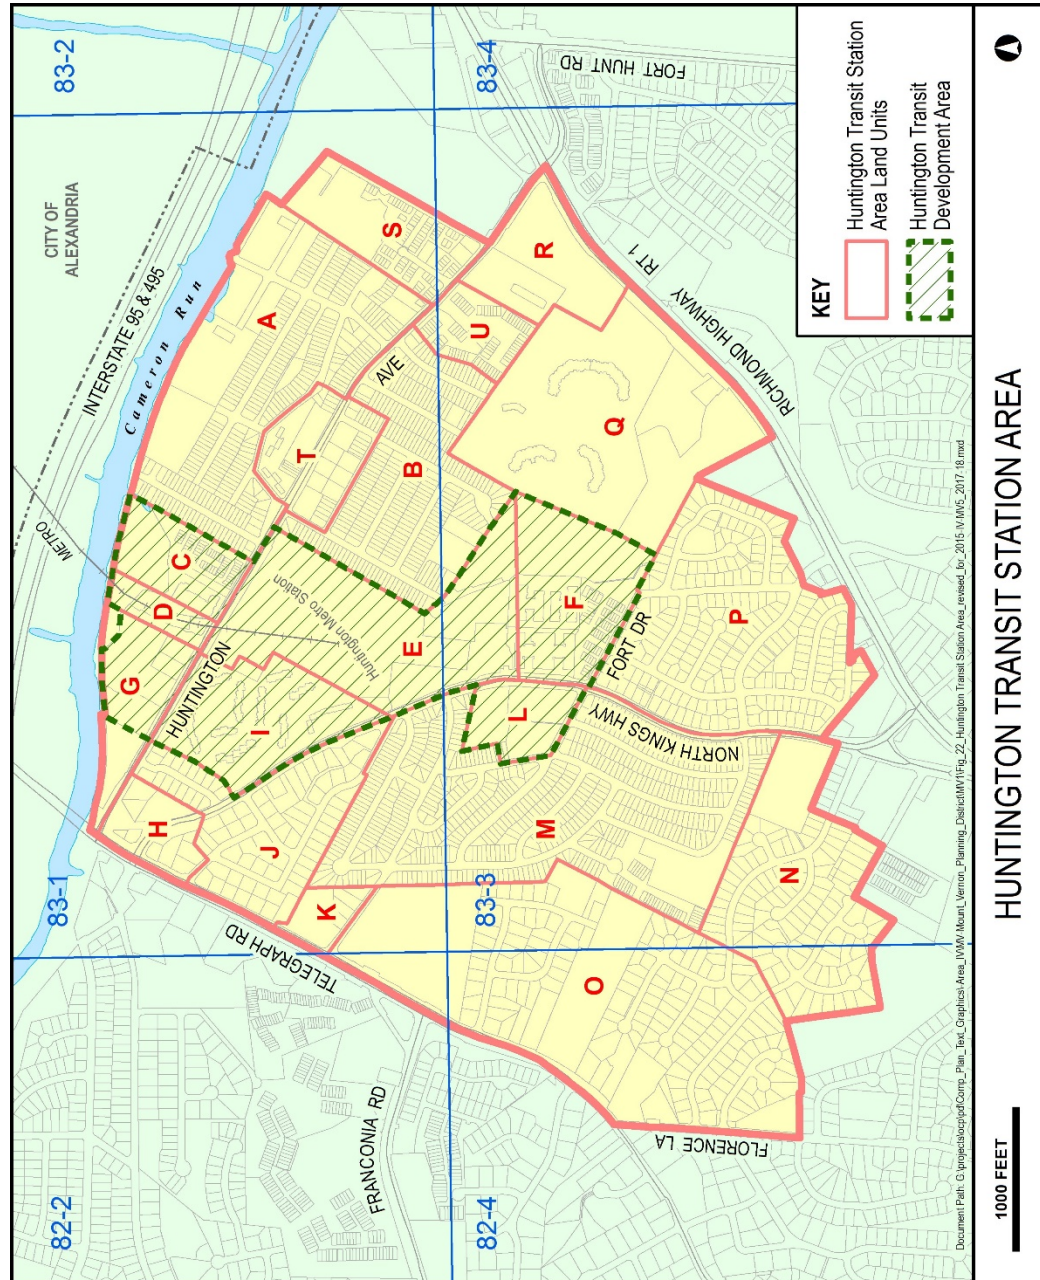 83-2
83-4
83-1
83-3
82-2
82-4
CITY OF
ALEXANDRIA
INTERSTATE 95 & 495
Cameron Run
METRO
FORT HUNT RD
RT 1
RICHMOND HIGHWAY
HUNTINGTON
AVE
Huntington Metro Station
FORT DR
NORTH KINGS HWY
TELEGRAPH RD
FRANCONIA RD
FLORENCE LA
A
B
C
D
E
F
G
H
I
J
K
L
M
N
O
P
Q
R
S
T
U
KEY
Huntington Transit Station
Area Land Units
Huntington Transit
Development Area
HUNTINGTON TRANSIT STATION AREA
1000 FEET